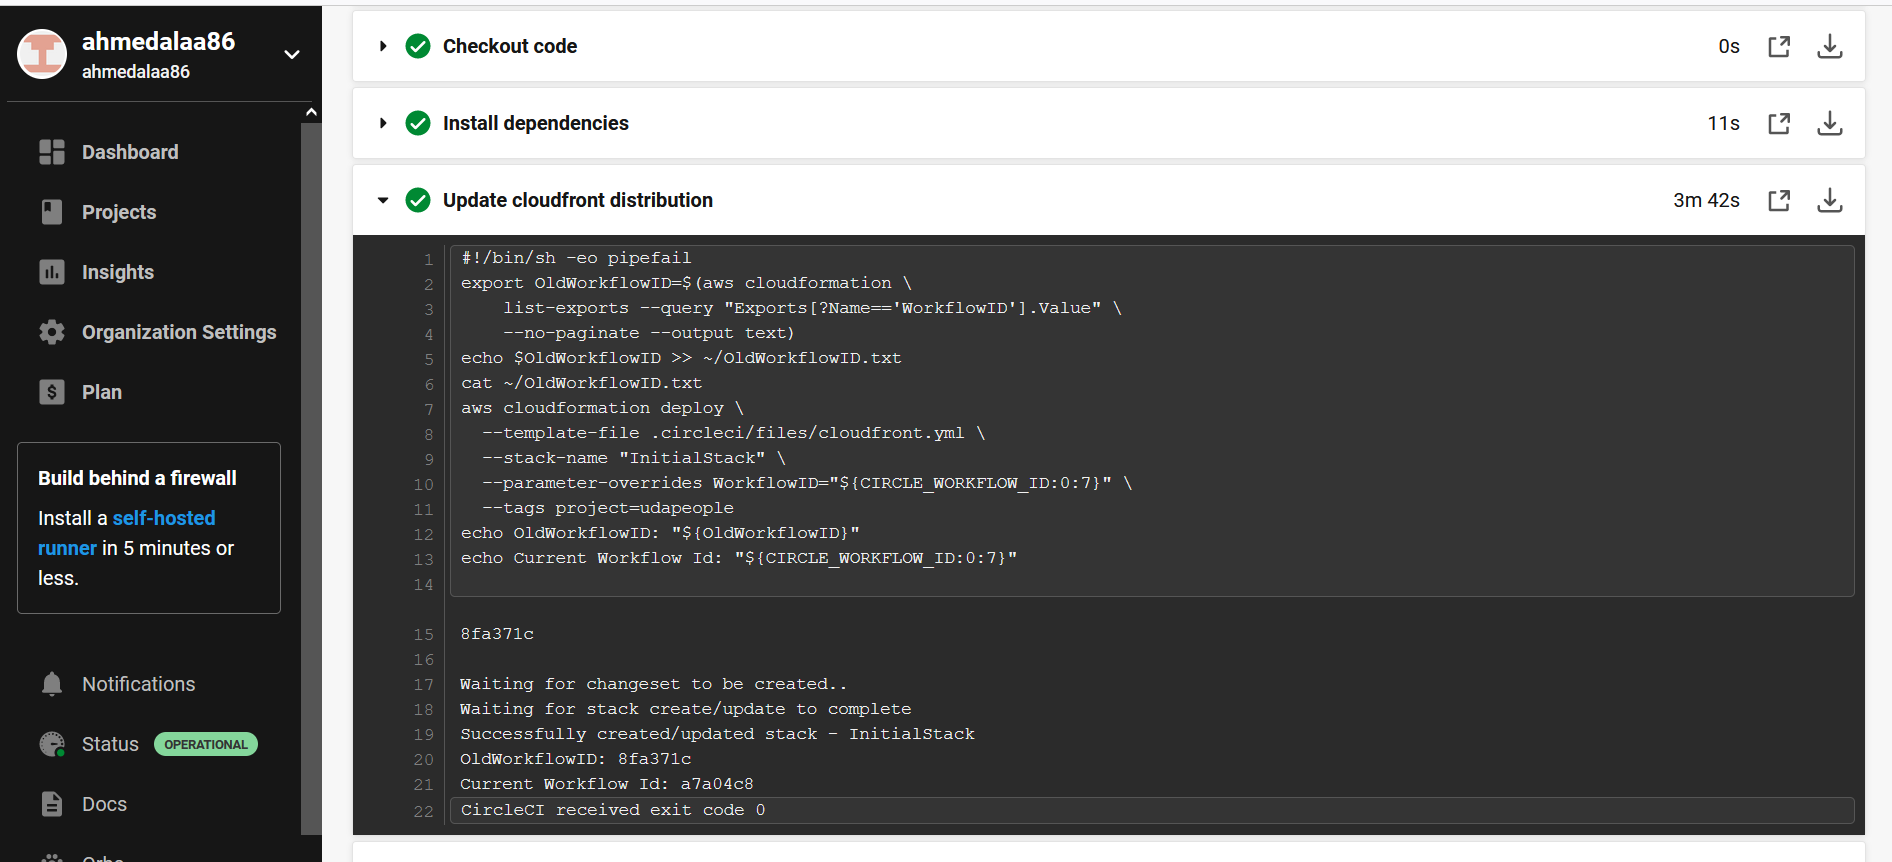 ahmedalaa86
ahmedalaa86
Dashboard
Projects
Insights
Organization Settings
Plan
Build behind a firewall
Install a self-hosted
runner in 5 minutes or
less.
Notifications
Status OPERATIONAL
Docs
Checkout code 0s
Install dependencies 11s
Update cloudfront distribution 3m 42s
1 #!/bin/sh -eo pipefail
2 export OldWorkflowID=$(aws cloudformation \
3     list-exports --query "Exports[?Name=='WorkflowID'].Value" \
4     --no-paginate --output text)
5 echo $OldWorkflowID >> ~/OldWorkflowID.txt
6 cat ~/OldWorkflowID.txt
7 aws cloudformation deploy \
8   --template-file .circleci/files/cloudfront.yml \
9   --stack-name "InitialStack" \
10   --parameter-overrides WorkflowID="${CIRCLE_WORKFLOW_ID:0:7}" \
11   --tags project=udapeople
12 echo OldWorkflowID: "${OldWorkflowID}"
13 echo Current Workflow Id: "${CIRCLE_WORKFLOW_ID:0:7}"
14
15 8fa371c
16
17 Waiting for changeset to be created..
18 Waiting for stack create/update to complete
19 Successfully created/updated stack - InitialStack
20 OldWorkflowID: 8fa371c
21 Current Workflow Id: a7a04c8
22 CircleCI received exit code 0